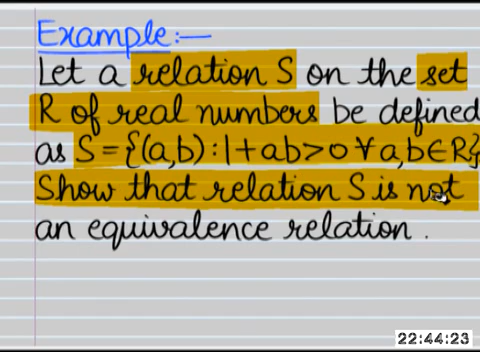 Example:—
Let a relation S on the set
R of real numbers be defined
as S={(a,b):1+ab>0 ∀ a,b∈R}
Show that relation S is not
an equivalence relation.
22:44:23